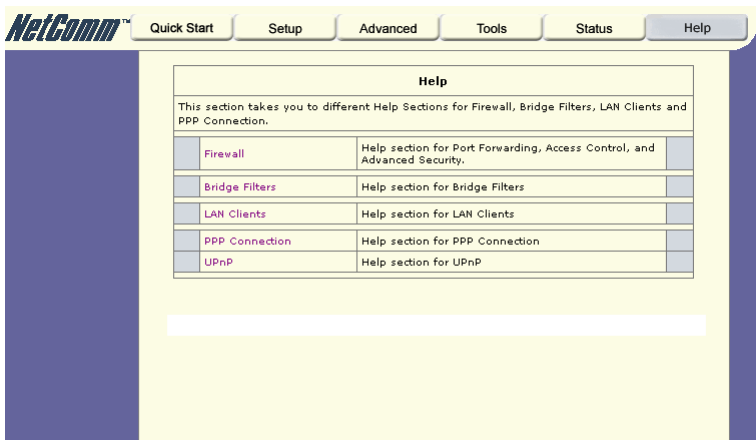 NetComm™ Quick Start Setup Advanced Tools Status Help
Help
This section takes you to different Help Sections for Firewall, Bridge Filters, LAN Clients and
PPP Connection.
Firewall Help section for Port Forwarding, Access Control, and
Advanced Security.
Bridge Filters Help section for Bridge Filters
LAN Clients Help section for LAN Clients
PPP Connection Help section for PPP Connection
UPnP Help section for UPnP